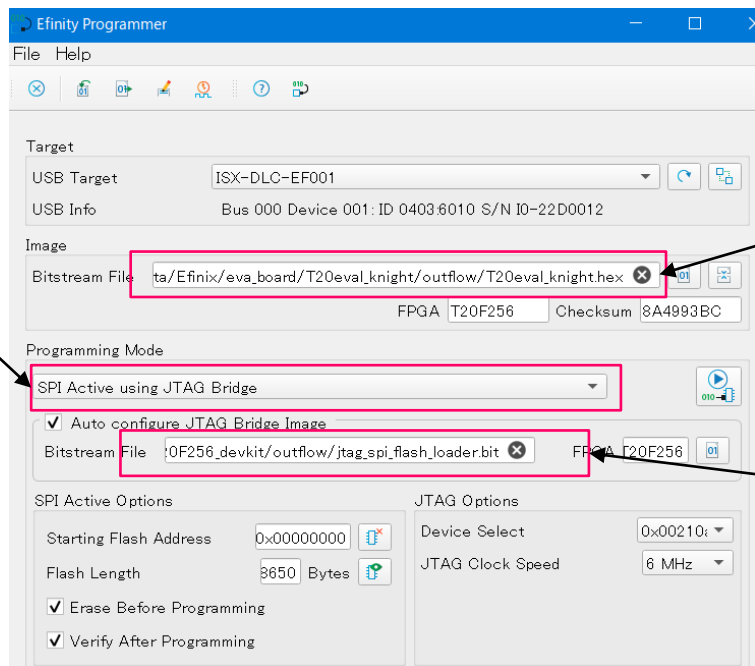 Efinity Programmer
File Help
Target
USB Target ISX-DLC-EF001
USB Info Bus 000 Device 001: ID 0403:6010 S/N I0-22D0012
Image
Bitstream File ta/Efinix/eva_board/T20eval_knight/outflow/T20eval_knight.hex
FPGA T20F256 Checksum 8A4993BC
Programming Mode
SPI Active using JTAG Bridge
Auto configure JTAG Bridge Image
Bitstream File 20F256_devkit/outflow/jtag_spi_flash_loader.bit FPGA T20F256
SPI Active Options JTAG Options
Starting Flash Address 0x00000000 Device Select
Flash Length 3650 Bytes JTAG Clock Speed 6 MHz
Erase Before Programming
Verify After Programming